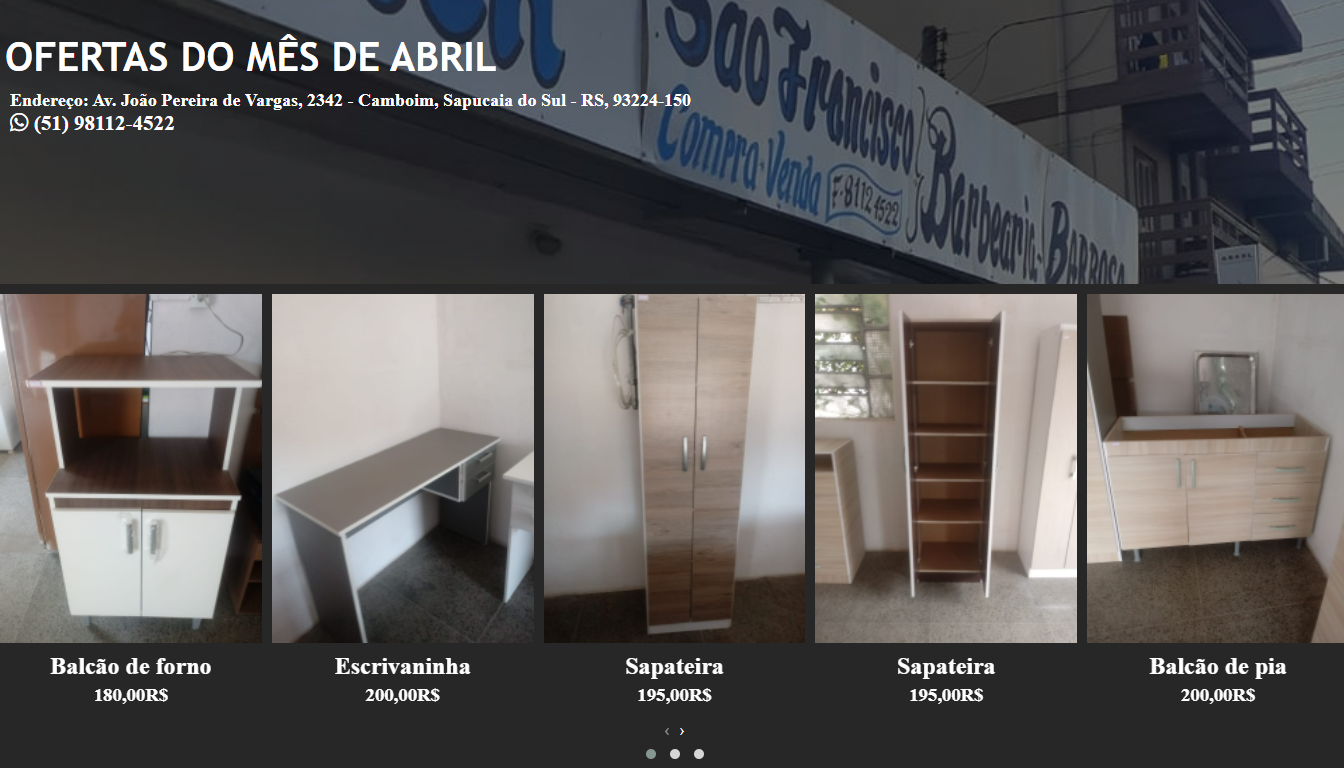 OFERTAS DO MÊS DE ABRIL
Endereço: Av. João Pereira de Vargas, 2342 - Camboim, Sapucaia do Sul - RS, 93224-150
(51) 98112-4522
São Francisco
Compra-Venda
F-8112 4522
Barbearia-Barbosa
Balcão de forno
180,00R$
Escrivaninha
200,00R$
Sapateira
195,00R$
Sapateira
195,00R$
Balcão de pia
200,00R$
‹ ›